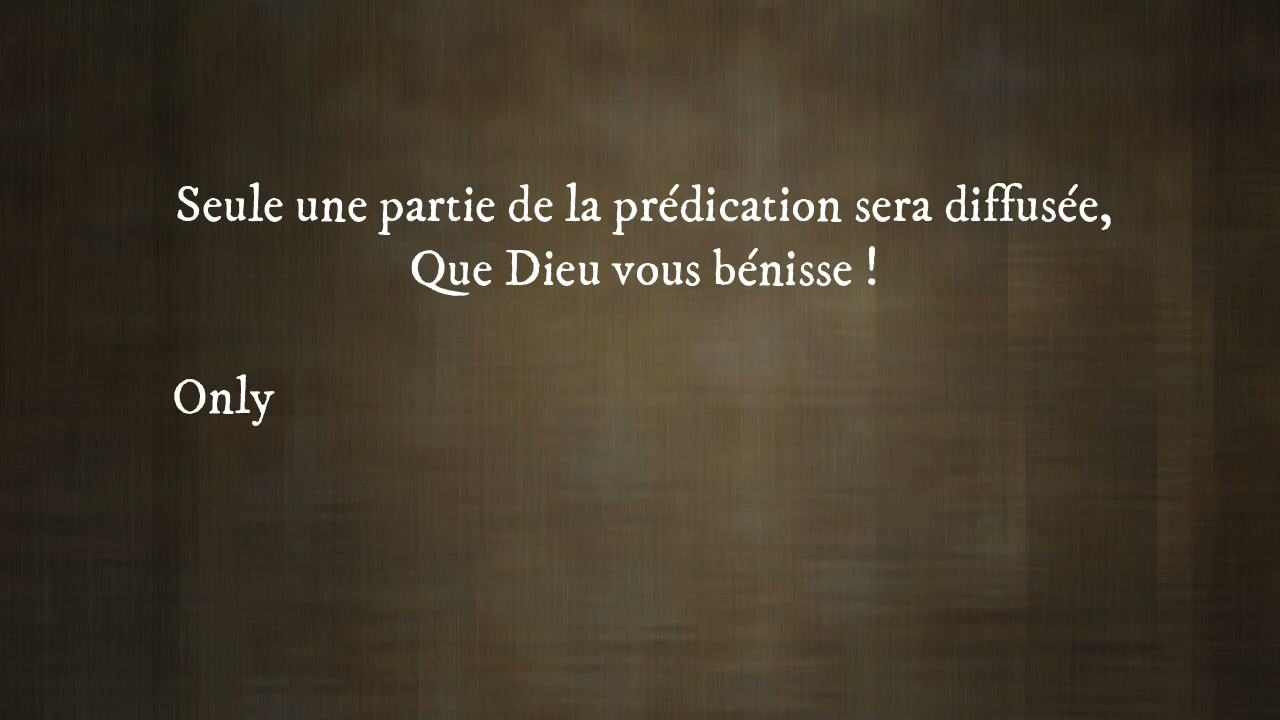 Seule une partie de la prédication sera diffusée,
Que Dieu vous bénisse !
Only